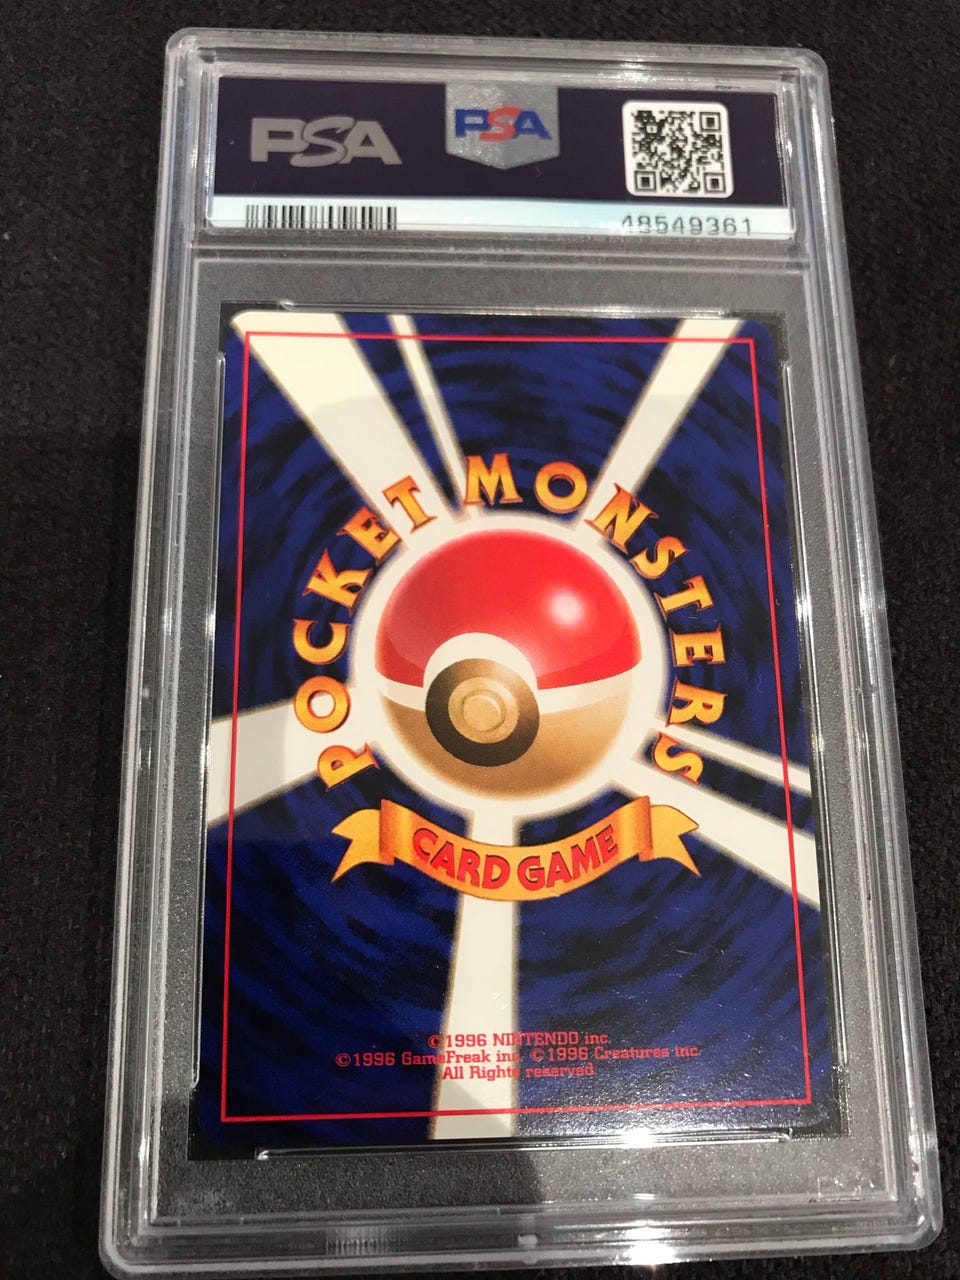 PSA
PSA
48549361
POCKET MONSTERS
CARD GAME
©1996 NINTENDO inc.
©1996 GameFreak inc. ©1996 Creatures inc.
All Rights reserved.